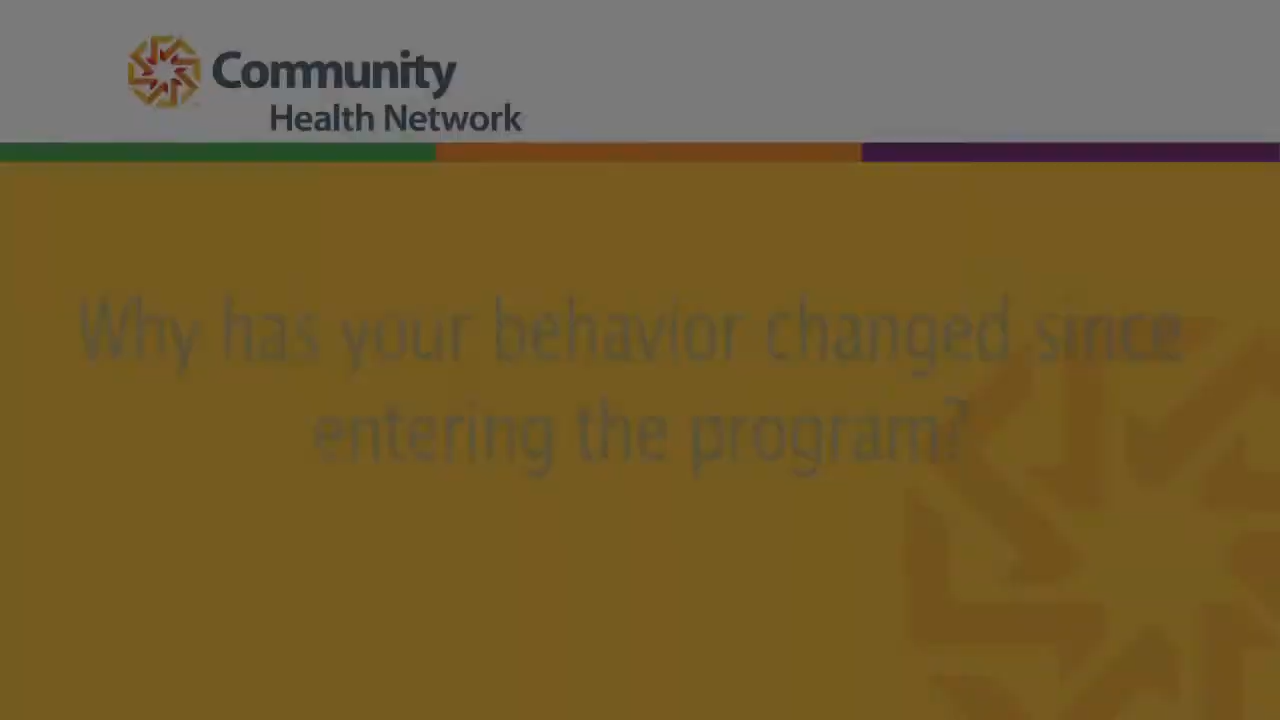 Community
Health Network
Why has your behavior changed since
entering the program?